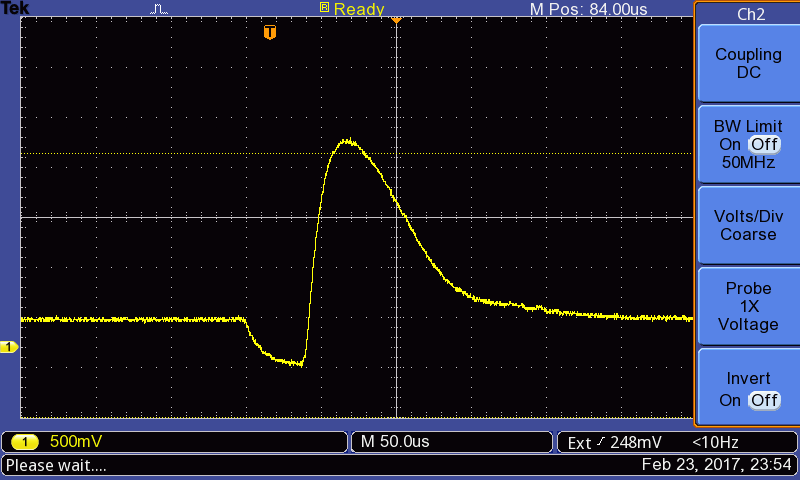 Tek
R Ready
M Pos: 84.00us
Ch2
T
Coupling
DC
BW Limit
On Off
50MHz
Volts/Div
Coarse
Probe
1X
Voltage
Invert
On Off
1
1 500mV
M 50.0us
Ext 248mV <10Hz
Please wait....
Feb 23, 2017, 23:54